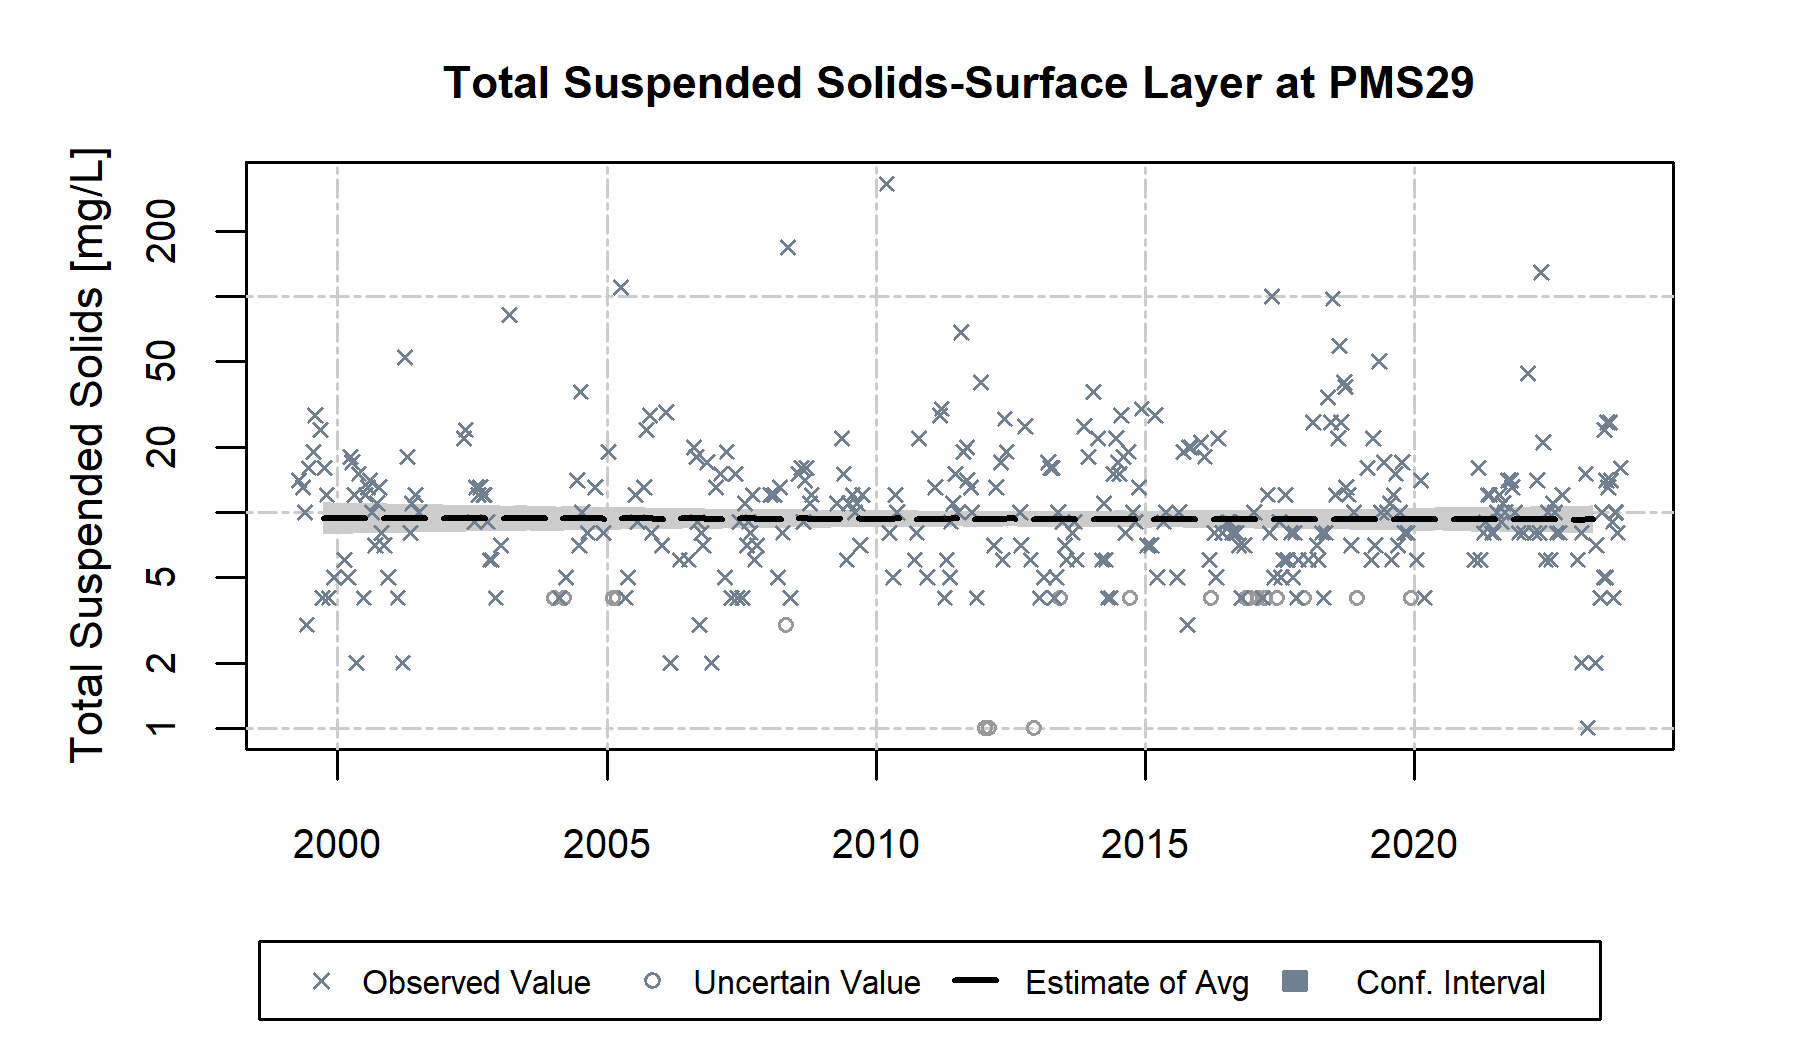 Total Suspended Solids-Surface Layer at PMS29
Total Suspended Solids [mg/L]
200
50
20
5
2
1
2000 2005 2010 2015 2020
Observed Value Uncertain Value Estimate of Avg Conf. Interval